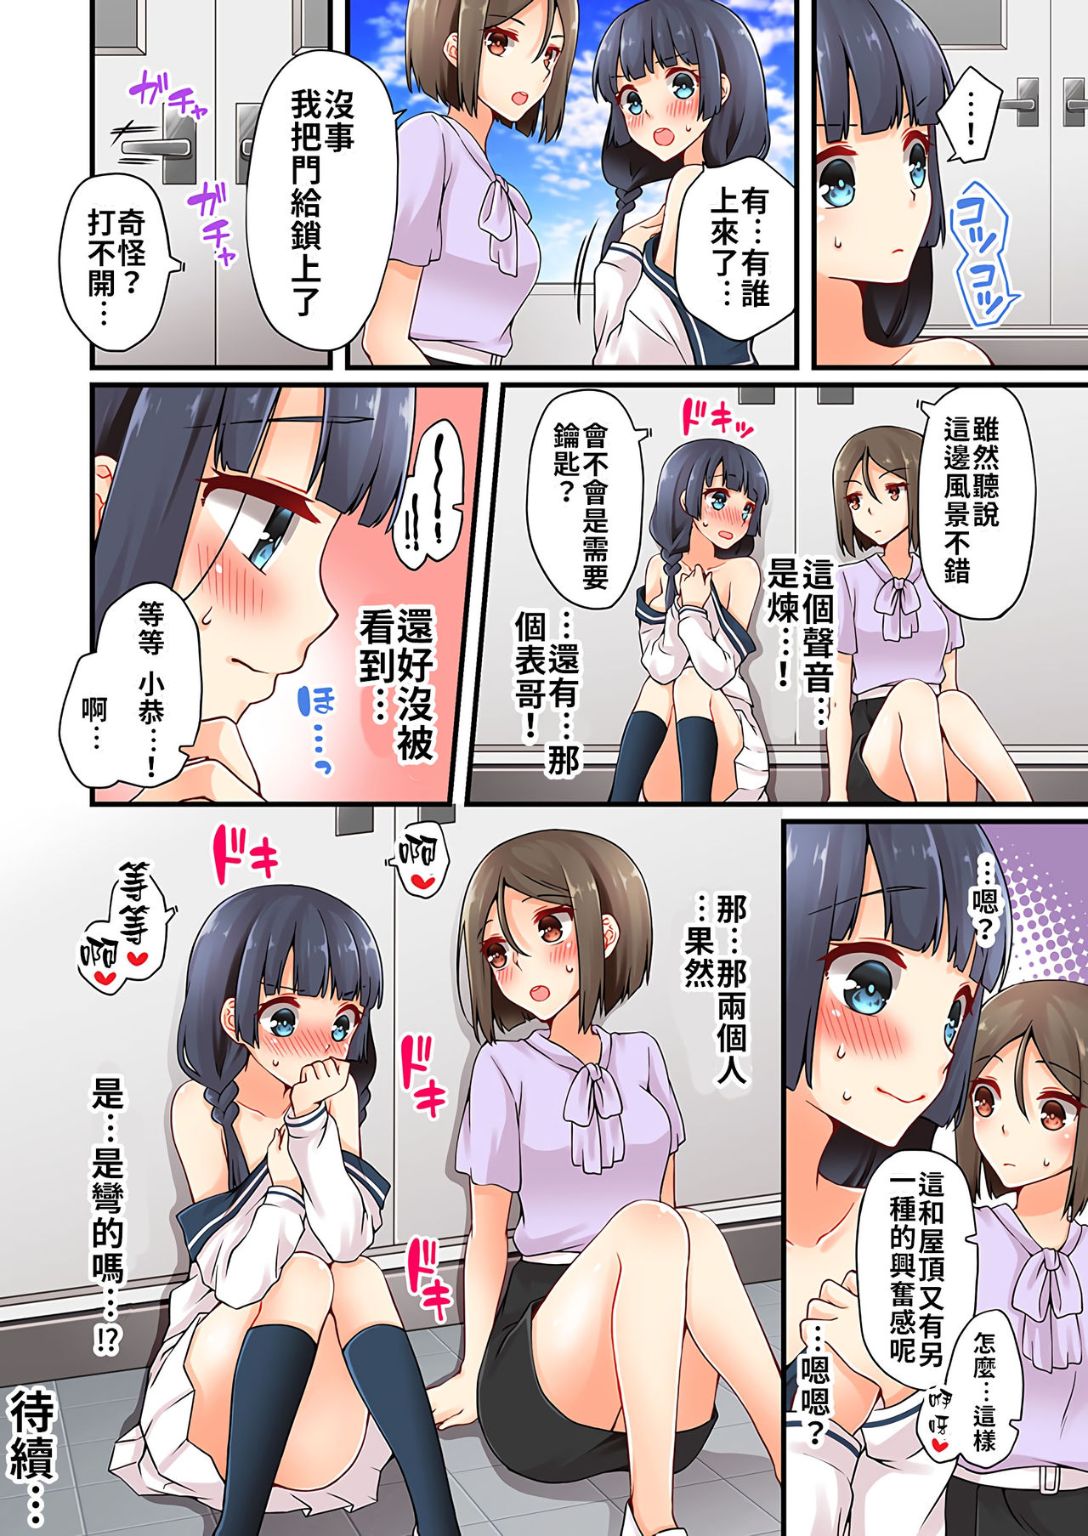 …！
コツ
コツ
有…有誰
上來了…
沒事
我把門給鎖上了
ガチャ
ガチャ
奇怪？
打不開…
雖然聽說
這邊風景不錯
這個聲音…
是煉…！
ドキッ
會不會是需要
鑰匙？
…還有…那
個表哥！
還好沒被
看到…
ほ…っ
等等 小恭…！
啊…
…嗯？
這和屋頂又有另
一種的興奮感呢
怎麼…這樣
咿呀♥
…嗯嗯？
那…那兩個人
…果然
啊♥
ドキ
等等♥
啊♥
ドキ
ドキ
是…是彎的嗎…!?
待續…